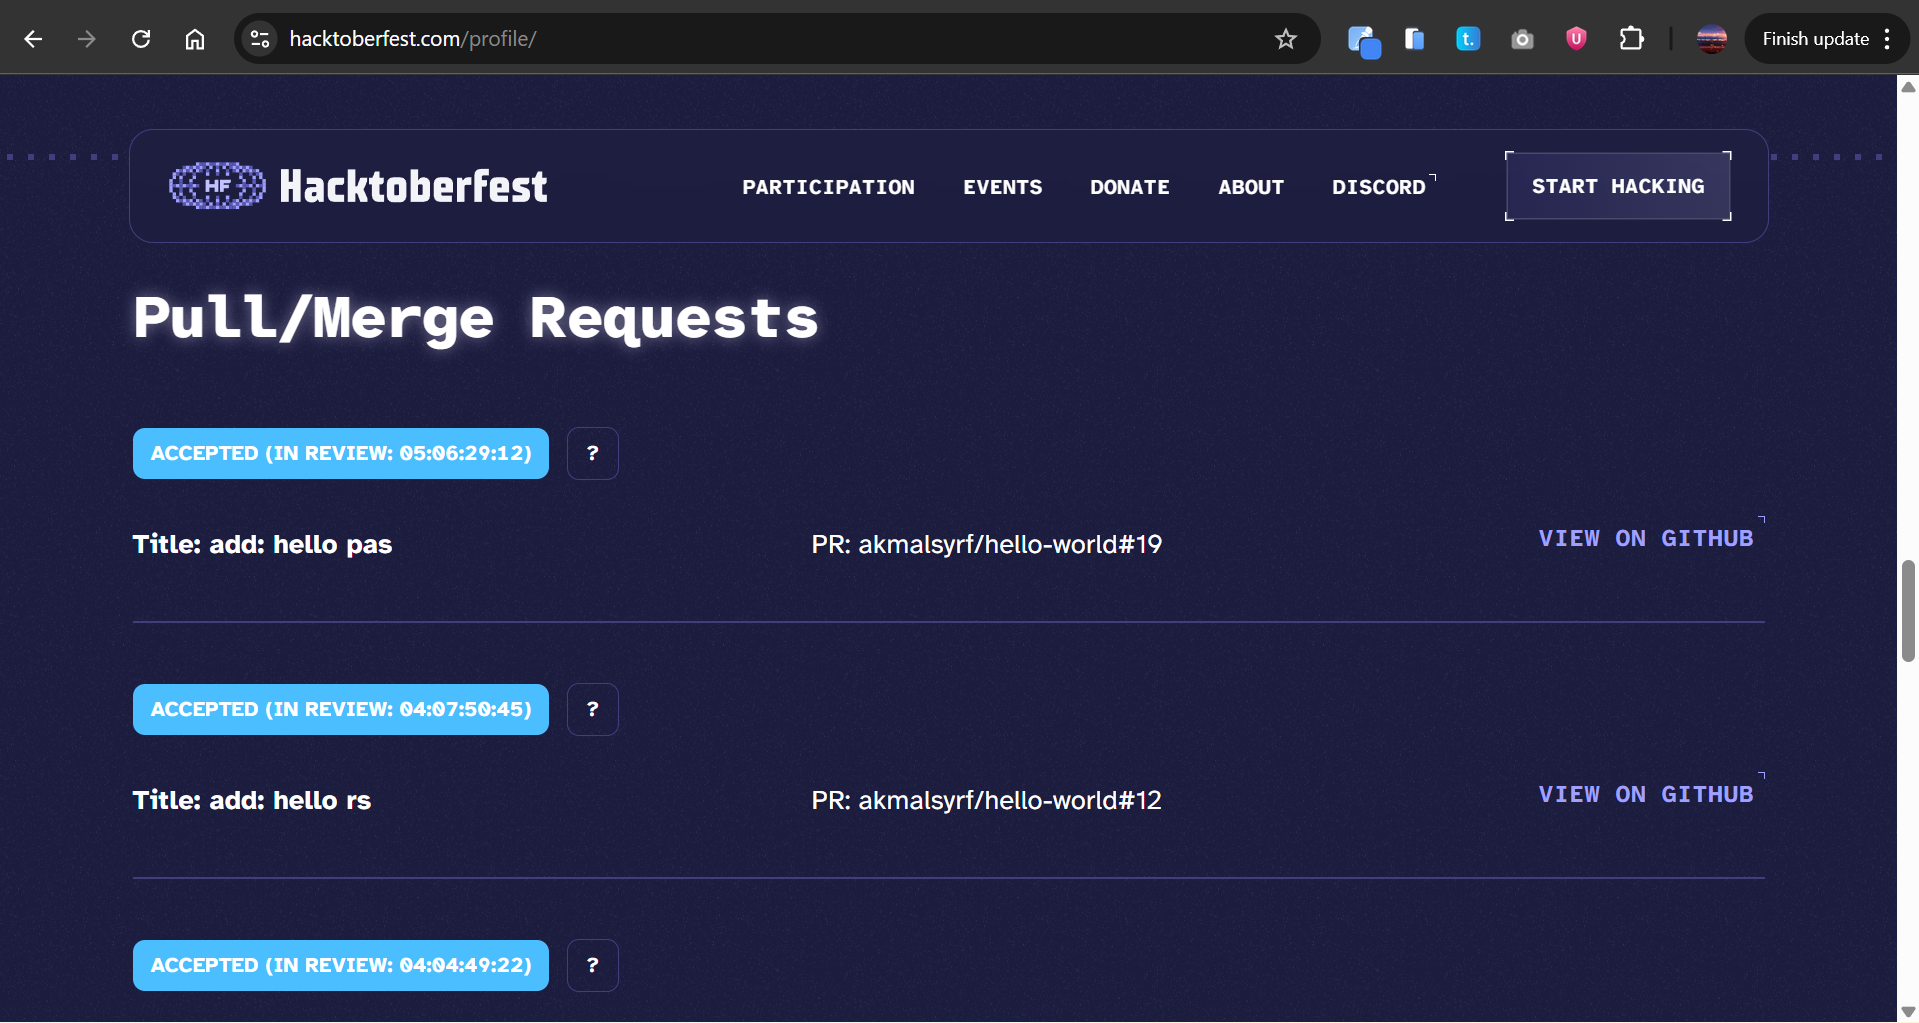 hacktoberfest.com/profile/
t.
U
Finish update
HF Hacktoberfest
PARTICIPATION
EVENTS
DONATE
ABOUT
DISCORD
START HACKING
Pull/Merge Requests
ACCEPTED (IN REVIEW: 05:06:29:12)
?
Title: add: hello pas
PR: akmalsyrf/hello-world#19
VIEW ON GITHUB
ACCEPTED (IN REVIEW: 04:07:50:45)
?
Title: add: hello rs
PR: akmalsyrf/hello-world#12
VIEW ON GITHUB
ACCEPTED (IN REVIEW: 04:04:49:22)
?